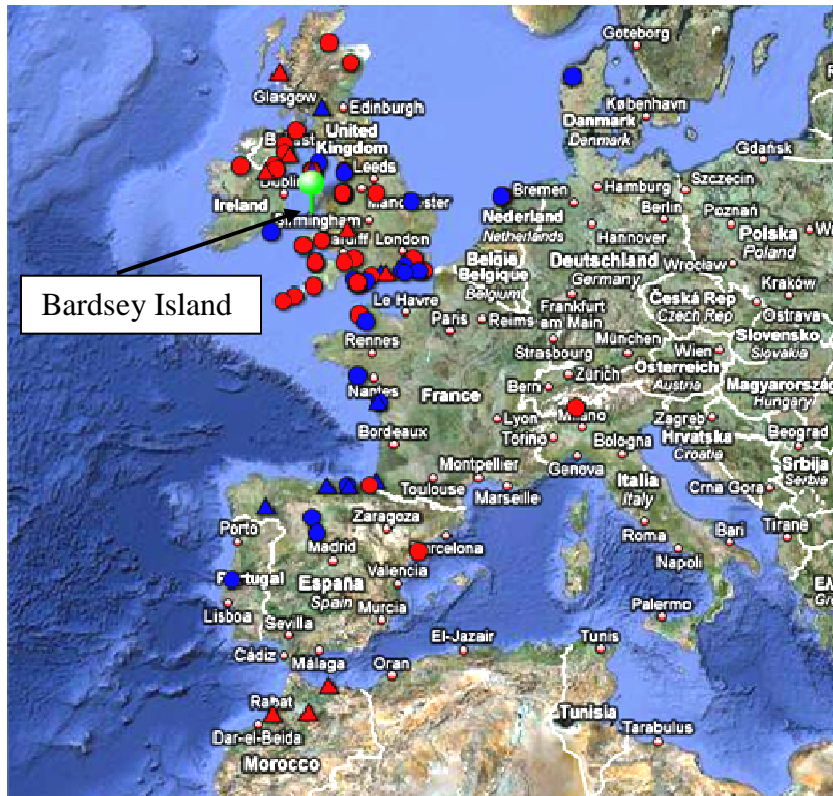 Göteborg
Glasgow
Edinburgh
København
Danmark
Denmark
United
Kingdom
Gdańsk
Leeds
Dublin
Manchester
Bremen
Hamburg
Szczecin
Ireland
Birmingham
Nederland
Netherlands
Berlin
Poznań
Hannover
Polska
Poland
Cardiff
London
België
Belgique
Belgium
Deutschland
Germany
Wrocław
Bardsey Island
Le Havre
Frankfurt
am Main
Česká Rep
Czech Rep
Kraków
Ostrava
Paris
Reims
Slovensko
Slovakia
Rennes
Strasbourg
München
Wien
Österreich
Austria
Magyarország
Hungary
Nantes
Bern
Zürich
France
Lyon
Milano
Torino
Zagreb
Hrvatska
Croatia
Beograd
Bordeaux
Bologna
Genova
Srbija
Serbia
Toulouse
Montpellier
Marseille
Italia
Italy
Crna Gora
Porto
Zaragoza
Barcelona
Roma
Bari
Tiranë
Madrid
Napoli
Portugal
España
Spain
Valencia
Lisboa
Murcia
Sevilla
Palermo
Cádiz
Málaga
El-Jazair
Tunis
Oran
Rabat
Dar-el-Beida
Tunisia
Tarabulus
Morocco